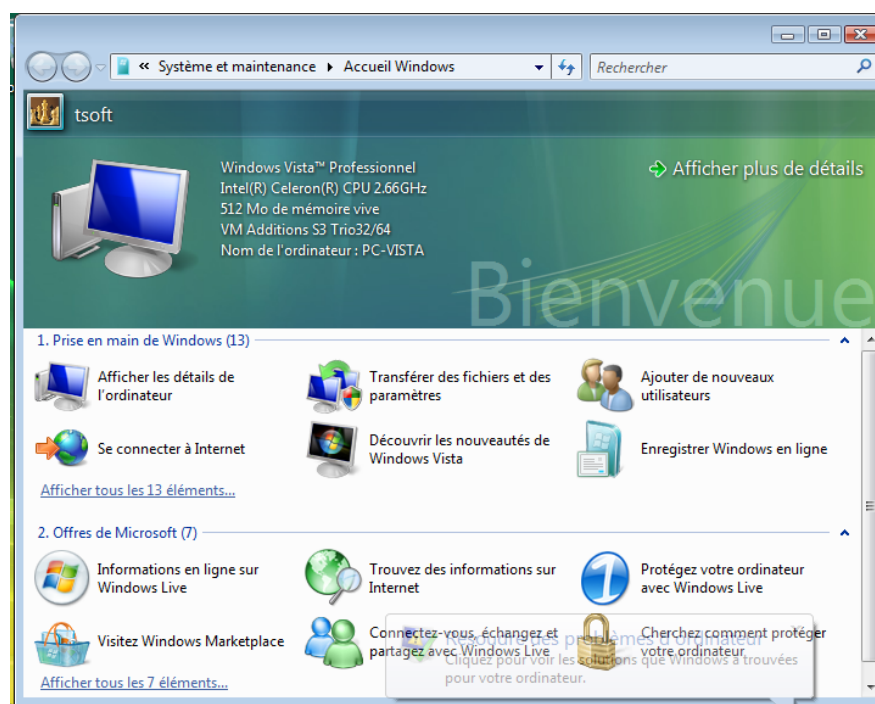 « Système et maintenance ▸ Accueil Windows
Rechercher
tsoft
Windows Vista™ Professionnel
Intel(R) Celeron(R) CPU 2.66GHz
512 Mo de mémoire vive
VM Additions S3 Trio32/64
Nom de l'ordinateur : PC-VISTA
Afficher plus de détails
Bienvenue
1. Prise en main de Windows (13)
Afficher les détails de
l'ordinateur
Transférer des fichiers et des
paramètres
Ajouter de nouveaux
utilisateurs
Se connecter à Internet
Découvrir les nouveautés de
Windows Vista
Enregistrer Windows en ligne
Afficher tous les 13 éléments...
2. Offres de Microsoft (7)
Informations en ligne sur
Windows Live
Trouvez des informations sur
Internet
Protégez votre ordinateur
avec Windows Live
Visitez Windows Marketplace
Connectez-vous, échangez et
partagez avec Windows Live
Cherchez comment protéger
votre ordinateur
Résoudre des problèmes d'ordinateur
Cliquez pour voir les solutions que Windows a trouvées
pour votre ordinateur.
Afficher tous les 7 éléments...